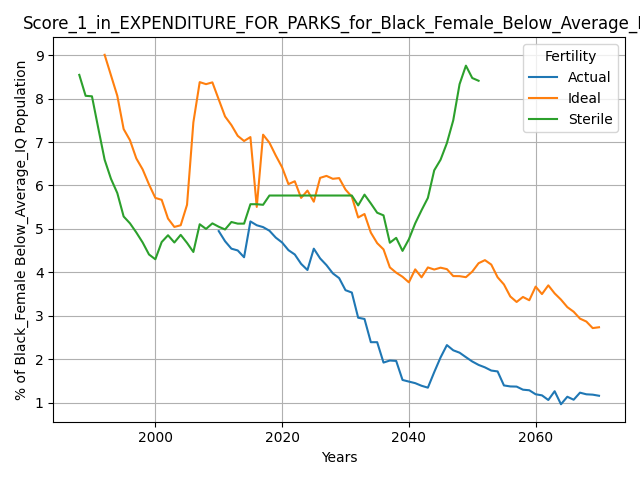 Score_1_in_EXPENDITURE_FOR_PARKS_for_Black_Female_Below_Average_I
Fertility
Actual
Ideal
Sterile
% of Black_Female Below_Average_IQ Population
9
8
7
6
5
4
3
2
1
2000 2020 2040 2060
Years